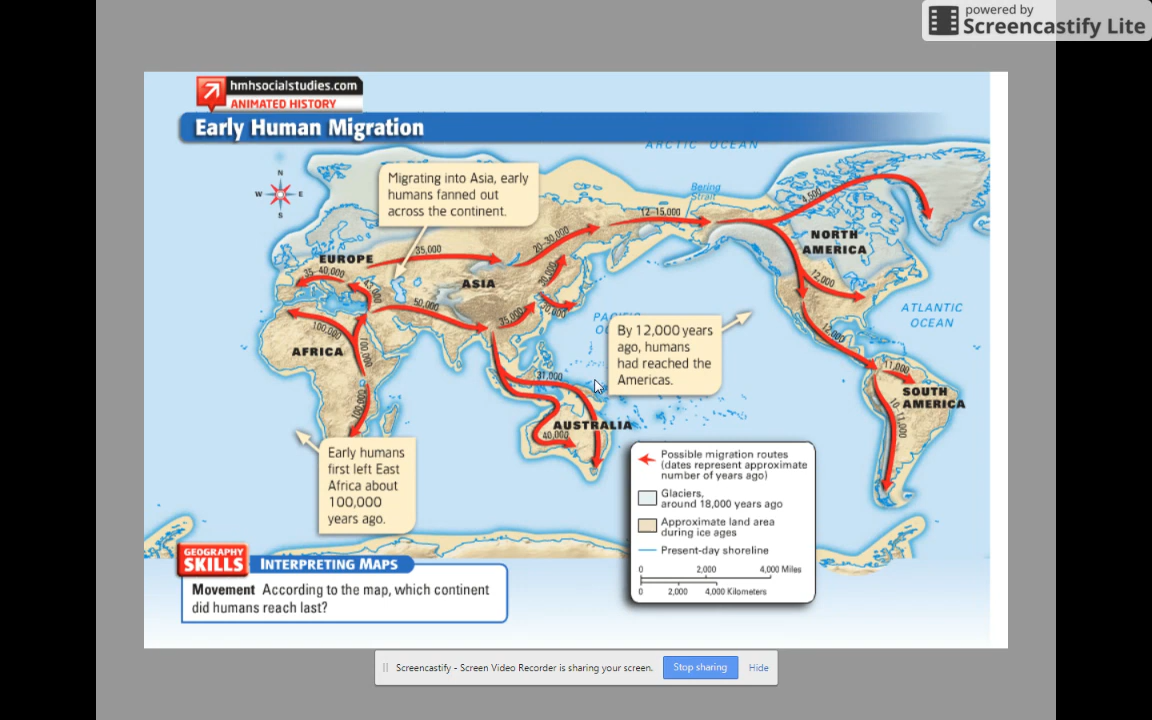 powered by
Screencastify Lite
hmhsocialstudies.com
ANIMATED HISTORY
Early Human Migration
ARCTIC OCEAN
N
W
E
S
Migrating into Asia, early
humans fanned out
across the continent.
Bering
Strait
4,500
12–15,000
20–30,000
NORTH
AMERICA
EUROPE
35,000
35–40,000
43,000
ASIA
30,000
12,000
50,000
35,000
30,000
ATLANTIC
OCEAN
100,000
100,000
AFRICA
By 12,000 years
ago, humans
had reached the
Americas.
12,000
11,000
31,000
SOUTH
AMERICA
100,000
10–11,000
AUSTRALIA
40,000
Early humans
first left East
Africa about
100,000
years ago.
Possible migration routes
(dates represent approximate
number of years ago)
Glaciers,
around 18,000 years ago
Approximate land area
during ice ages
Present-day shoreline
0 2,000 4,000 Miles
0 2,000 4,000 Kilometers
GEOGRAPHY
SKILLS
INTERPRETING MAPS
Movement According to the map, which continent
did humans reach last?
Screencastify - Screen Video Recorder is sharing your screen.
Stop sharing
Hide